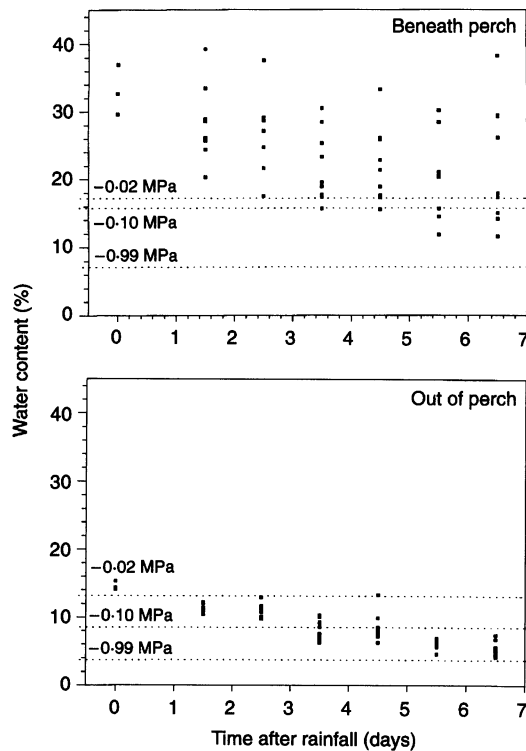 Beneath perch
40
30
20
−0·02 MPa
−0·10 MPa
10
−0·99 MPa
0
0 1 2 3 4 5 6 7
Water content (%)
Out of perch
40
30
20
−0·02 MPa
10
−0·10 MPa
−0·99 MPa
0
0 1 2 3 4 5 6 7
Time after rainfall (days)